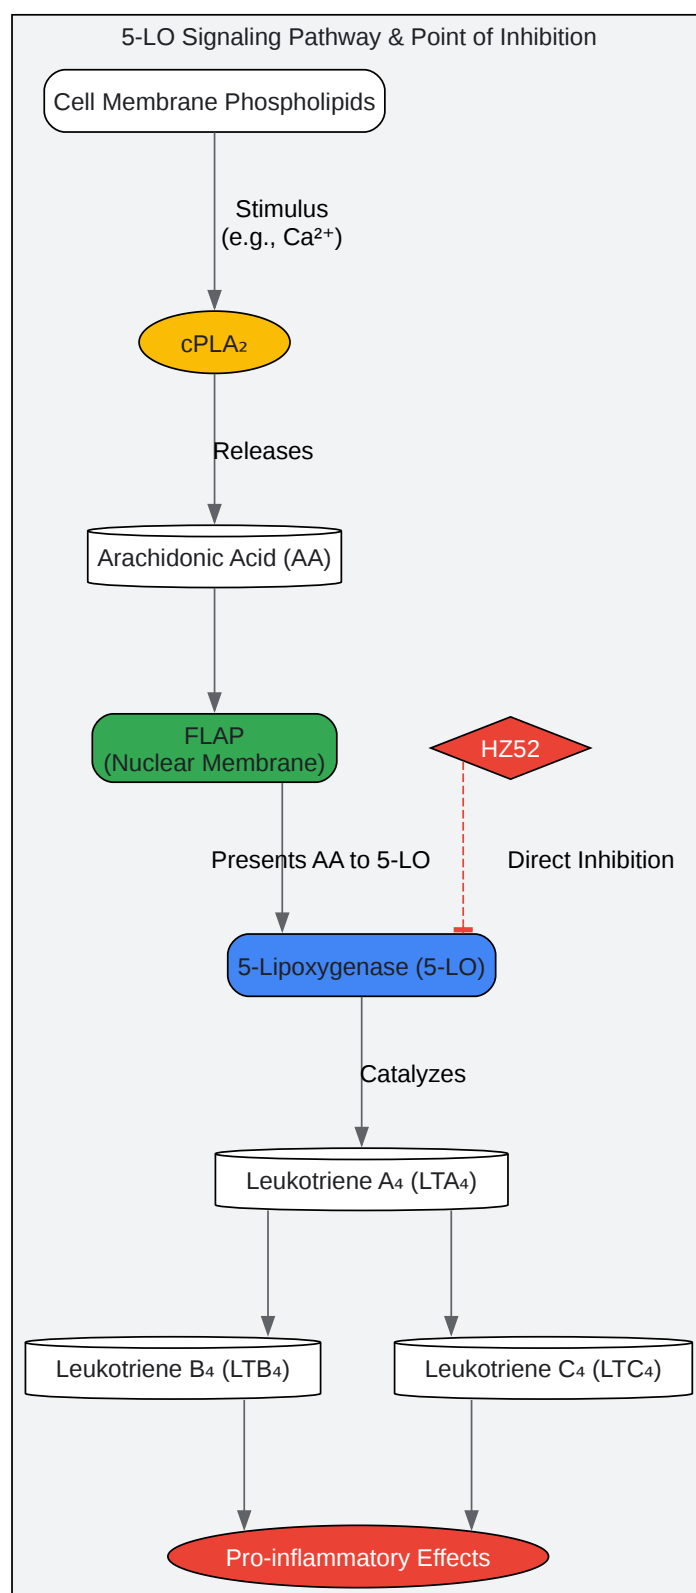 5-LO Signaling Pathway & Point of Inhibition
Cell Membrane Phospholipids
Stimulus
(e.g., Ca²⁺)
cPLA₂
Releases
Arachidonic Acid (AA)
FLAP
(Nuclear Membrane)
HZ52
Presents AA to 5-LO
Direct Inhibition
5-Lipoxygenase (5-LO)
Catalyzes
Leukotriene A₄ (LTA₄)
Leukotriene B₄ (LTB₄)
Leukotriene C₄ (LTC₄)
Pro-inflammatory Effects